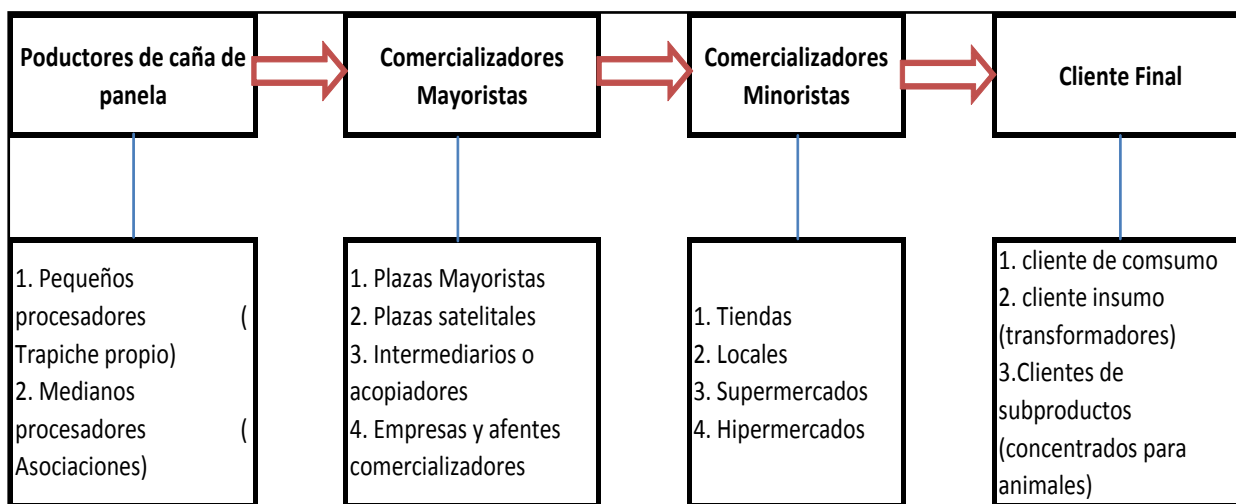 Poductores de caña de
panela
Comercializadores
Mayoristas
Comercializadores
Minoristas
Cliente Final
1. Pequeños
procesadores (
Trapiche propio)
2. Medianos
procesadores (
Asociaciones)
1. Plazas Mayoristas
2. Plazas satelitales
3. Intermediarios o
acopiadores
4. Empresas y afentes
comercializadores
1. Tiendas
2. Locales
3. Supermercados
4. Hipermercados
1. cliente de comsumo
2. cliente insumo
(transformadores)
3.Clientes de
subproductos
(concentrados para
animales)